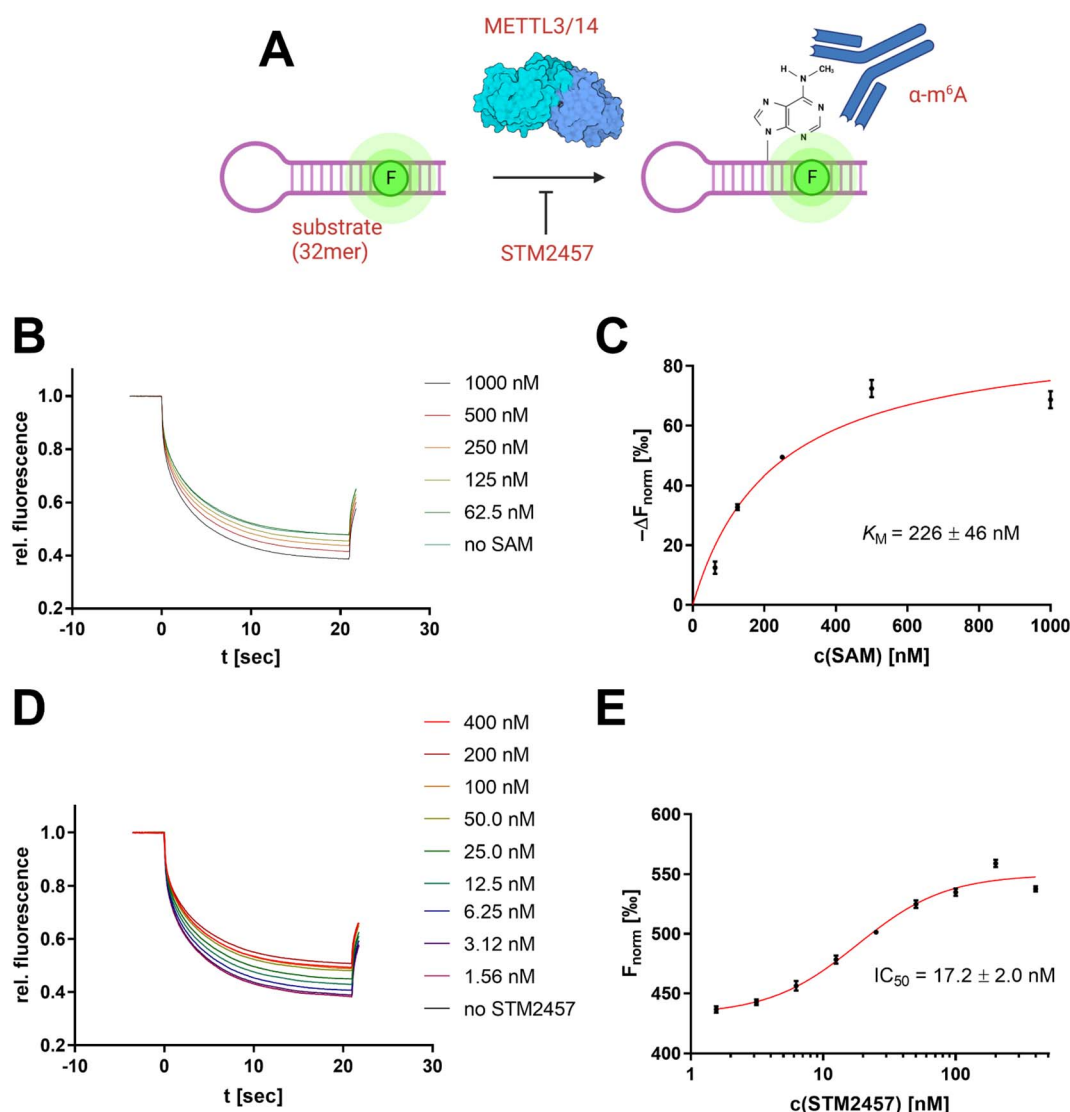 A
METTL3/14
H
N
CH₃
N
N
N
N
α-m⁶A
F
F
substrate
(32mer)
STM2457
B
rel. fluorescence
1.0
0.8
0.6
0.4
0.2
-10
0
10
20
30
t [sec]
1000 nM
500 nM
250 nM
125 nM
62.5 nM
no SAM
C
−ΔFnorm [‰]
80
60
40
20
0
KM = 226 ± 46 nM
0
200
400
600
800
1000
c(SAM) [nM]
D
rel. fluorescence
1.0
0.8
0.6
0.4
0.2
-10
0
10
20
30
t [sec]
400 nM
200 nM
100 nM
50.0 nM
25.0 nM
12.5 nM
6.25 nM
3.12 nM
1.56 nM
no STM2457
E
Fnorm [‰]
600
550
500
450
400
IC50 = 17.2 ± 2.0 nM
1
10
100
c(STM2457) [nM]